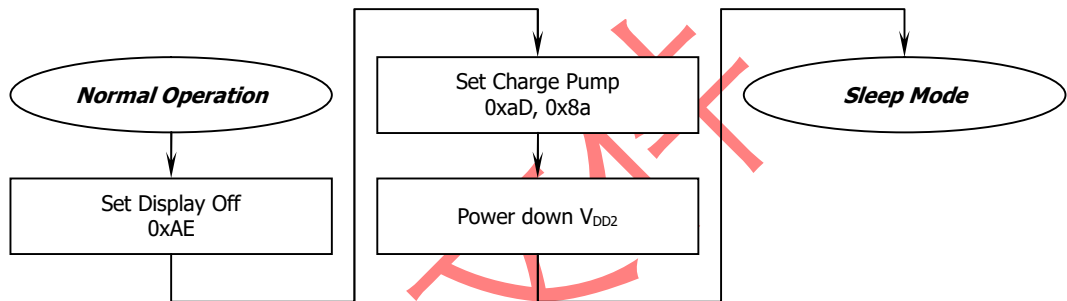 Normal Operation
Set Display Off
0xAE
Set Charge Pump
0xaD, 0x8a
Power down VDD2
Sleep Mode